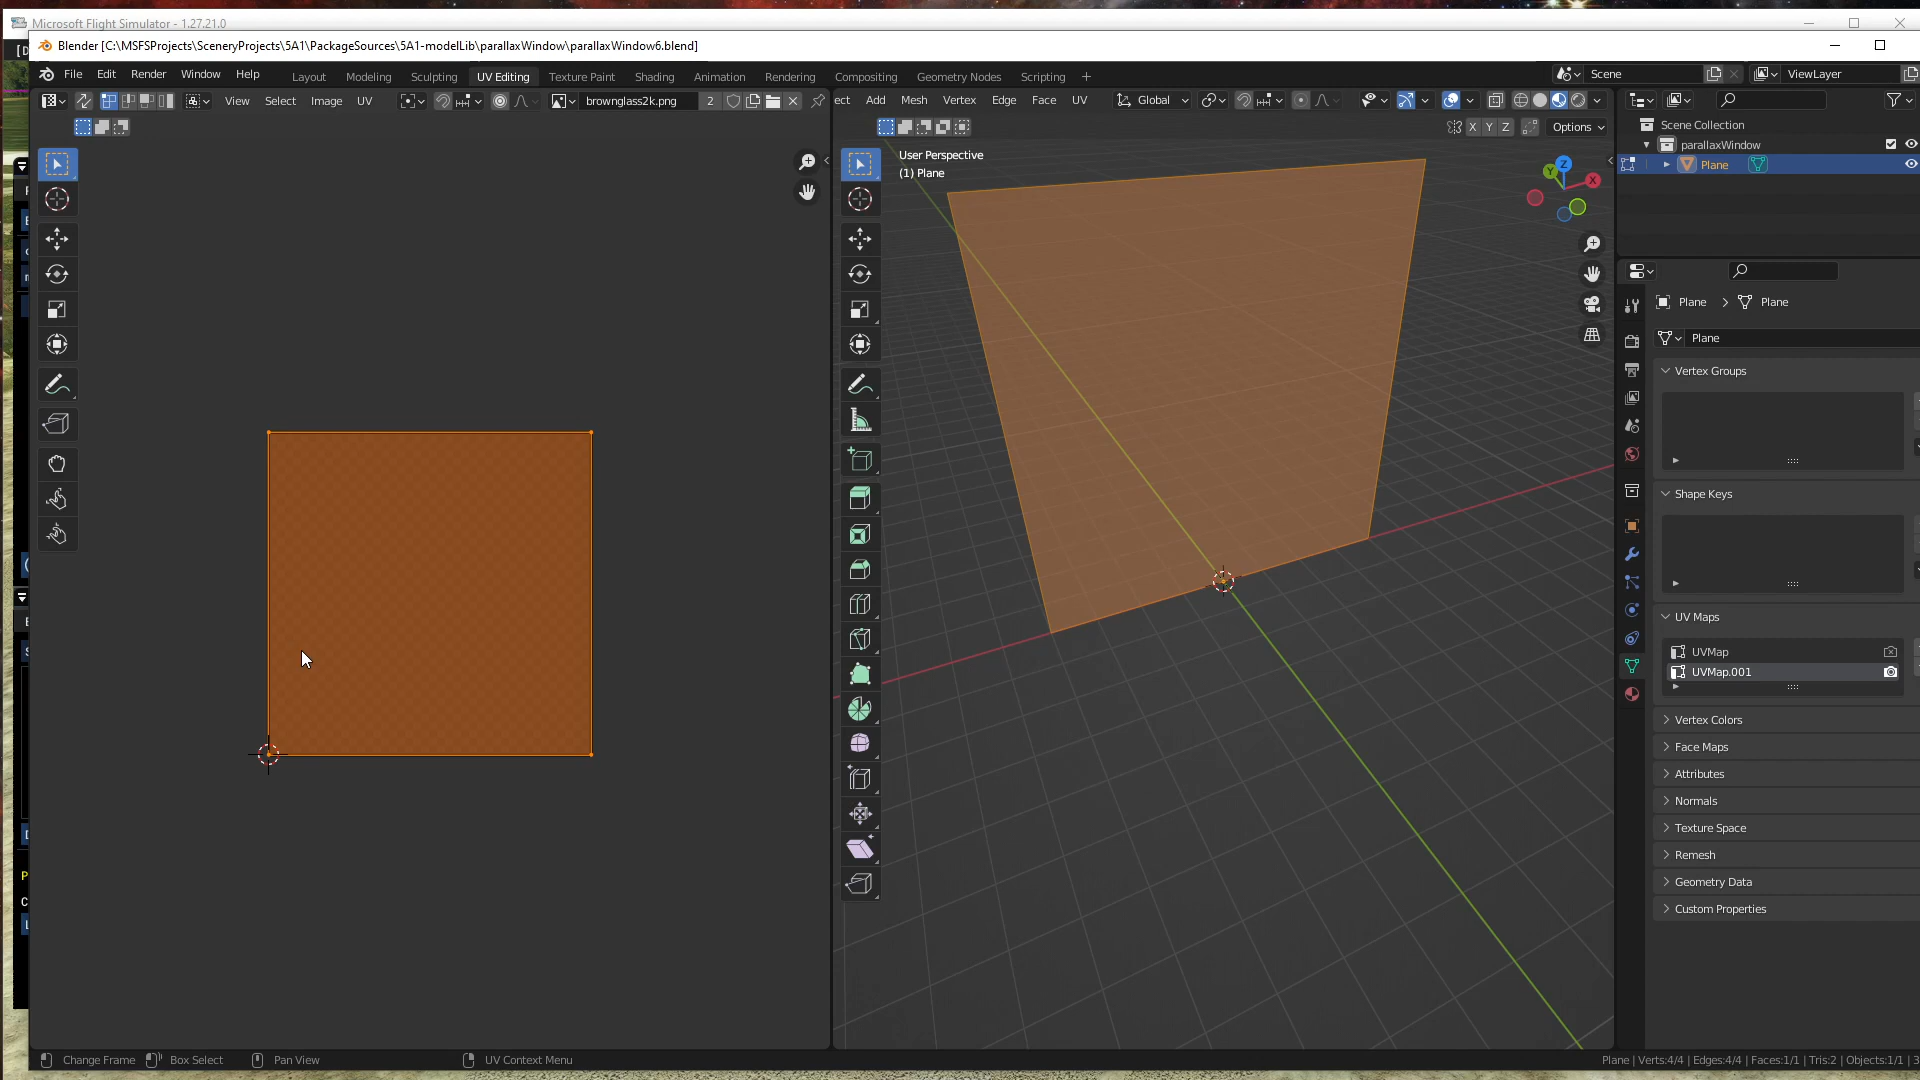 Microsoft Flight Simulator - 1.27.21.0
Blender [C:\MSFSProjects\SceneryProjects\5A1\PackageSources\5A1-modelLib\parallaxWindow\parallaxWindow6.blend]
File Edit Render Window Help
Layout Modeling Sculpting UV Editing Texture Paint Shading Animation Rendering Compositing Geometry Nodes Scripting +
Scene
ViewLayer
View Select Image UV
brownglass2k.png 2
ect Add Mesh Vertex Edge Face UV
Global
X Y Z
Options
User Perspective
(1) Plane
Z
Y
X
Scene Collection
parallaxWindow
Plane
Plane > Plane
Plane
Vertex Groups
Shape Keys
UV Maps
UVMap
UVMap.001
Vertex Colors
Face Maps
Attributes
Normals
Texture Space
Remesh
Geometry Data
Custom Properties
Change Frame
Box Select
Pan View
UV Context Menu
Plane | Verts:4/4 | Edges:4/4 | Faces:1/1 | Tris:2 | Objects:1/1 | 3